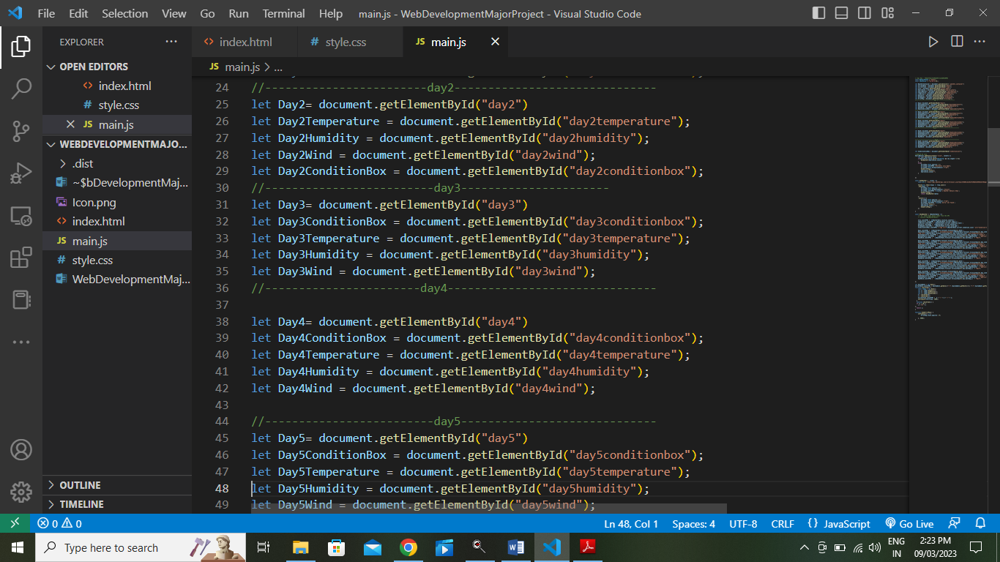 File Edit Selection View Go Run Terminal Help main.js - WebDevelopmentMajorProject - Visual Studio Code
EXPLORER
index.html
style.css
JS main.js
JS main.js > ...
OPEN EDITORS
index.html
# style.css
JS main.js
WEBDEVELOPMENTMAJO...
.dist
~$bDevelopmentMaj...
Icon.png
index.html
JS main.js
# style.css
WebDevelopmentMaj...
OUTLINE
TIMELINE
24 //------------------------day2------------------------------
25 let Day2= document.getElementById("day2")
26 let Day2Temperature = document.getElementById("day2temperature");
27 let Day2Humidity = document.getElementById("day2humidity");
28 let Day2Wind = document.getElementById("day2wind");
29 let Day2ConditionBox = document.getElementById("day2conditionbox");
30 //-------------------------day3----------------------
31 let Day3= document.getElementById("day3")
32 let Day3ConditionBox = document.getElementById("day3conditionbox");
33 let Day3Temperature = document.getElementById("day3temperature");
34 let Day3Humidity = document.getElementById("day3humidity");
35 let Day3Wind = document.getElementById("day3wind");
36 //-----------------------day4-------------------------------
37
38 let Day4= document.getElementById("day4")
39 let Day4ConditionBox = document.getElementById("day4conditionbox");
40 let Day4Temperature = document.getElementById("day4temperature");
41 let Day4Humidity = document.getElementById("day4humidity");
42 let Day4Wind = document.getElementById("day4wind");
43
44 //-------------------------day5-----------------------------
45 let Day5= document.getElementById("day5")
46 let Day5ConditionBox = document.getElementById("day5conditionbox");
47 let Day5Temperature = document.getElementById("day5temperature");
48 let Day5Humidity = document.getElementById("day5humidity");
49 let Day5Wind = document.getElementById("day5wind");
0 0 Ln 48, Col 1 Spaces: 4 UTF-8 CRLF {} JavaScript Go Live
Type here to search
ENG
IN
2:23 PM
09/03/2023